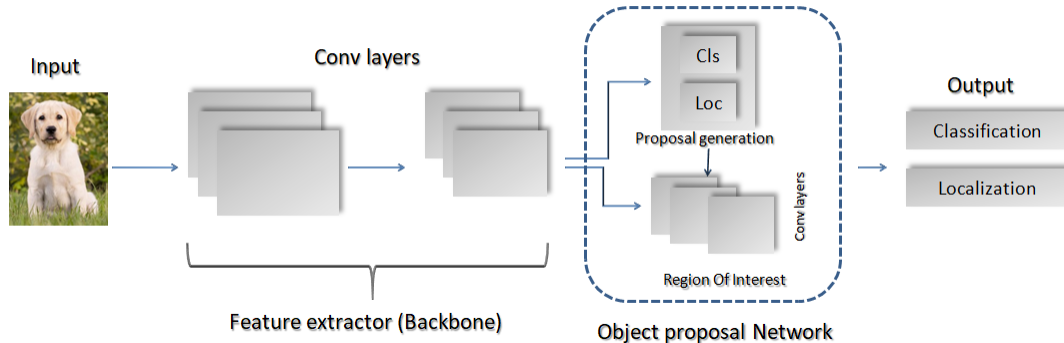 Input
Conv layers
Cls
Loc
Proposal generation
Conv layers
Region Of Interest
Output
Classification
Localization
Feature extractor (Backbone)
Object proposal Network